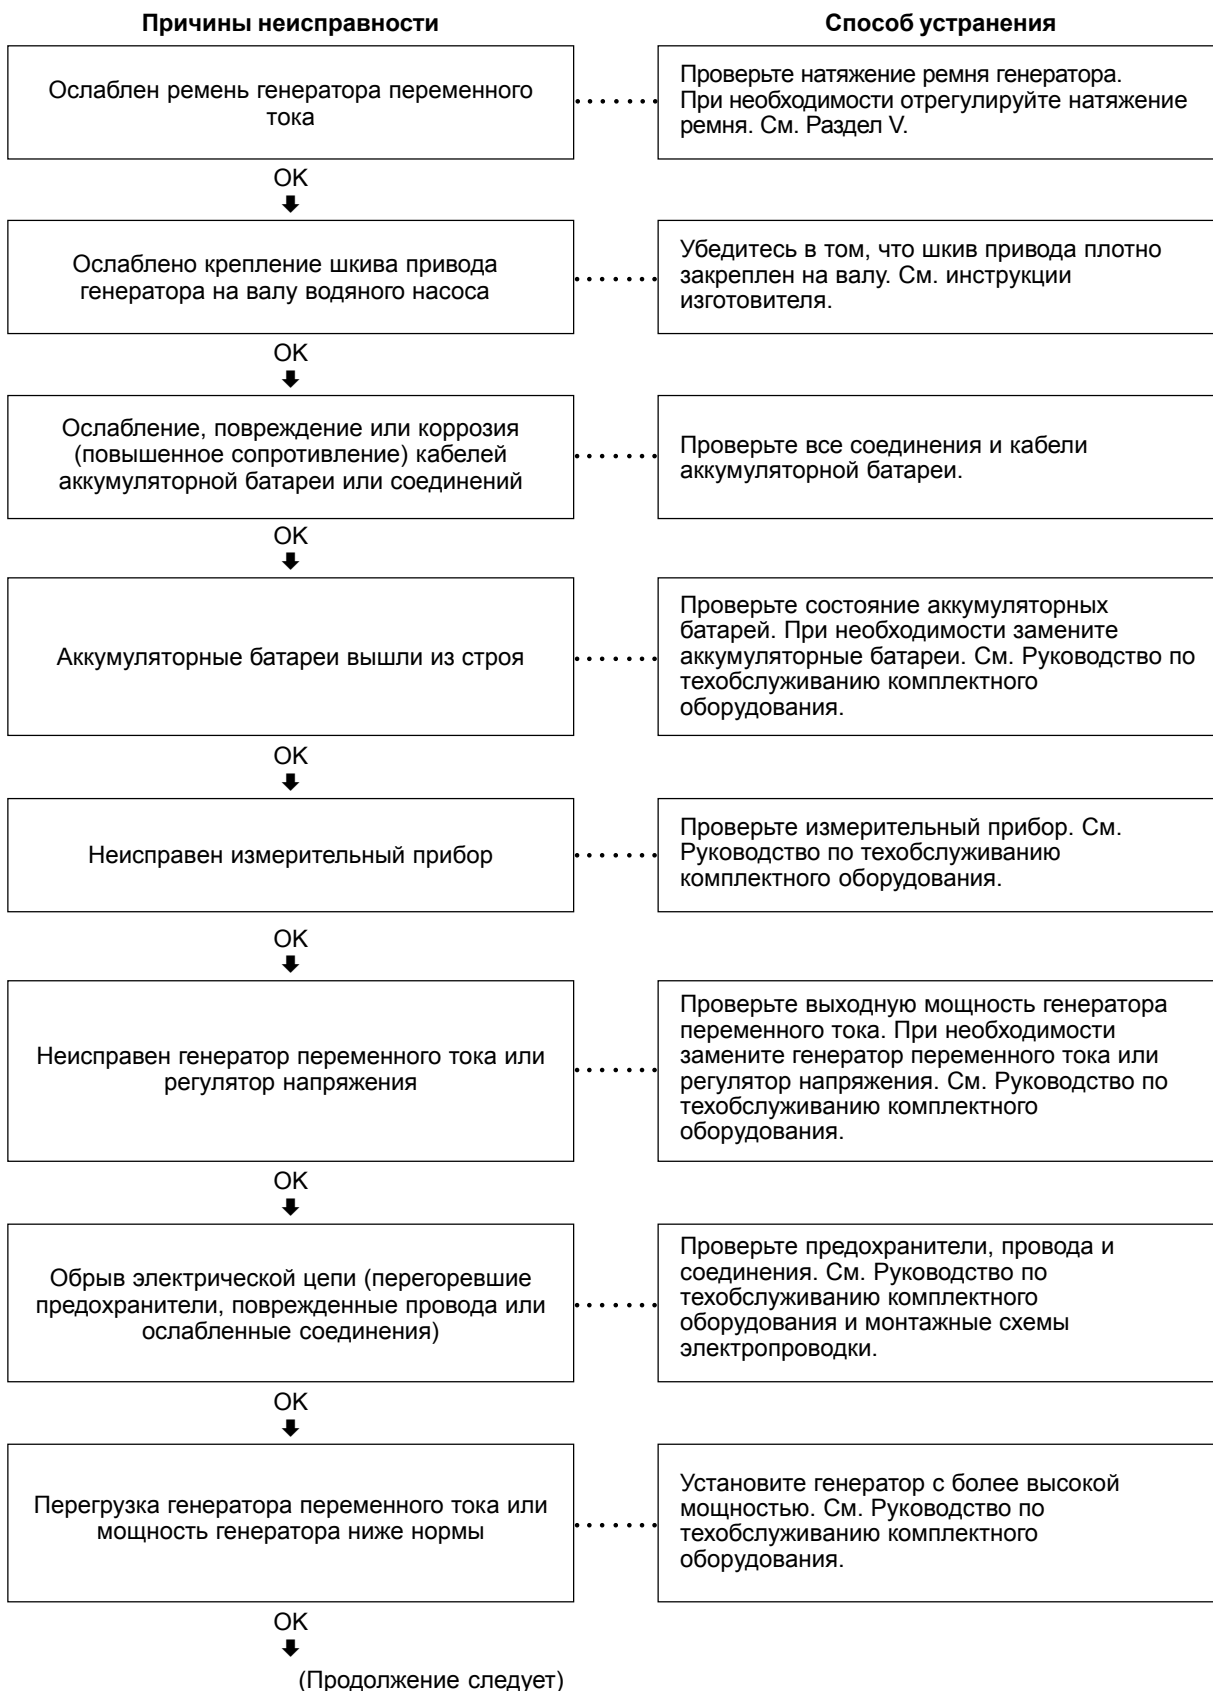 Причины неисправности
Способ устранения
Ослаблен ремень генератора переменного
тока
Проверьте натяжение ремня генератора.
При необходимости отрегулируйте натяжение
ремня. См. Раздел V.
OK
Ослаблено крепление шкива привода
генератора на валу водяного насоса
Убедитесь в том, что шкив привода плотно
закреплен на валу. См. инструкции
изготовителя.
OK
Ослабление, повреждение или коррозия
(повышенное сопротивление) кабелей
аккумуляторной батареи или соединений
Проверьте все соединения и кабели
аккумуляторной батареи.
OK
Аккумуляторные батареи вышли из строя
Проверьте состояние аккумуляторных
батарей. При необходимости замените
аккумуляторные батареи. См. Руководство по
техобслуживанию комплектного
оборудования.
OK
Неисправен измерительный прибор
Проверьте измерительный прибор. См.
Руководство по техобслуживанию
комплектного оборудования.
OK
Неисправен генератор переменного тока или
регулятор напряжения
Проверьте выходную мощность генератора
переменного тока. При необходимости
замените генератор переменного тока или
регулятор напряжения. См. Руководство по
техобслуживанию комплектного
оборудования.
OK
Обрыв электрической цепи (перегоревшие
предохранители, поврежденные провода или
ослабленные соединения)
Проверьте предохранители, провода и
соединения. См. Руководство по
техобслуживанию комплектного
оборудования и монтажные схемы
электропроводки.
OK
Перегрузка генератора переменного тока или
мощность генератора ниже нормы
Установите генератор с более высокой
мощностью. См. Руководство по
техобслуживанию комплектного
оборудования.
OK
(Продолжение следует)